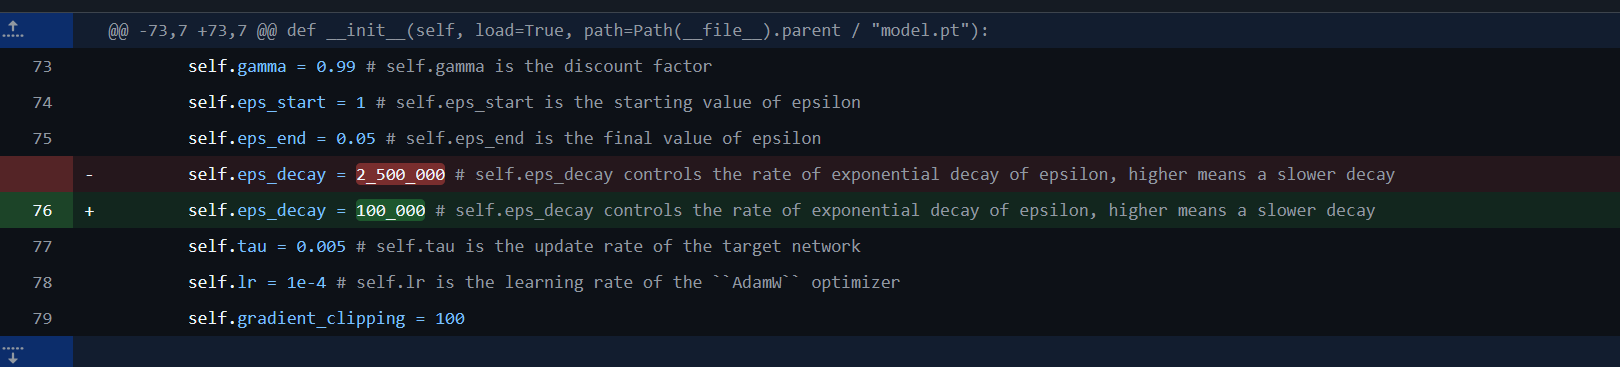 @@ -73,7 +73,7 @@ def __init__(self, load=True, path=Path(__file__).parent / "model.pt"):
73 self.gamma = 0.99 # self.gamma is the discount factor
74 self.eps_start = 1 # self.eps_start is the starting value of epsilon
75 self.eps_end = 0.05 # self.eps_end is the final value of epsilon
- self.eps_decay = 2_500_000 # self.eps_decay controls the rate of exponential decay of epsilon, higher means a slower decay
76 + self.eps_decay = 100_000 # self.eps_decay controls the rate of exponential decay of epsilon, higher means a slower decay
77 self.tau = 0.005 # self.tau is the update rate of the target network
78 self.lr = 1e-4 # self.lr is the learning rate of the ``AdamW`` optimizer
79 self.gradient_clipping = 100